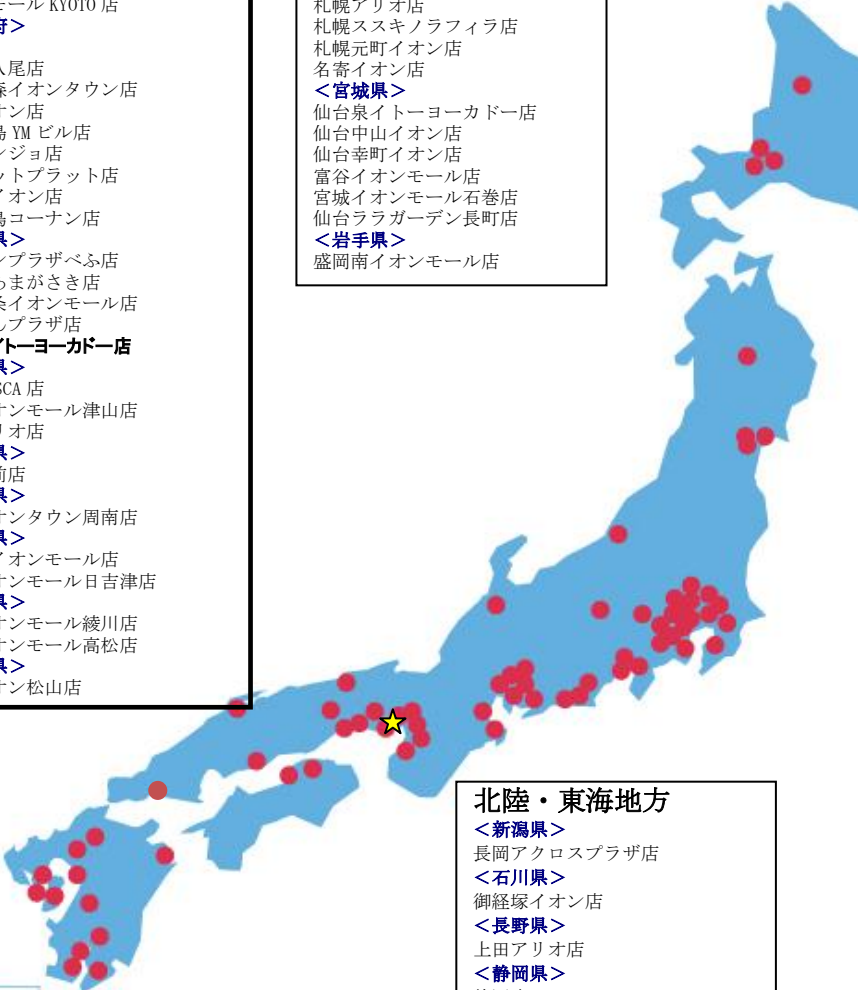 モール KYOTO 店
府＞
八尾店
森イオンタウン店
オン店
島 YM ビル店
ンジョ店
ットプラット店
イオン店
島コーナン店
県＞
ンプラザべふ店
あまがさき店
条イオンモール店
んプラザ店
イトーヨーカドー店
県＞
SCA 店
オンモール津山店
リオ店
県＞
前店
県＞
オンタウン周南店
県＞
イオンモール店
オンモール日吉津店
県＞
オンモール綾川店
オンモール高松店
県＞
オン松山店
札幌アリオ店
札幌ススキノラフィラ店
札幌元町イオン店
名寄イオン店
＜宮城県＞
仙台泉イトーヨーカドー店
仙台中山イオン店
仙台幸町イオン店
富谷イオンモール店
宮城イオンモール石巻店
仙台ララガーデン長町店
＜岩手県＞
盛岡南イオンモール店
北陸・東海地方
＜新潟県＞
長岡アクロスプラザ店
＜石川県＞
御経塚イオン店
＜長野県＞
上田アリオ店
＜静岡県＞